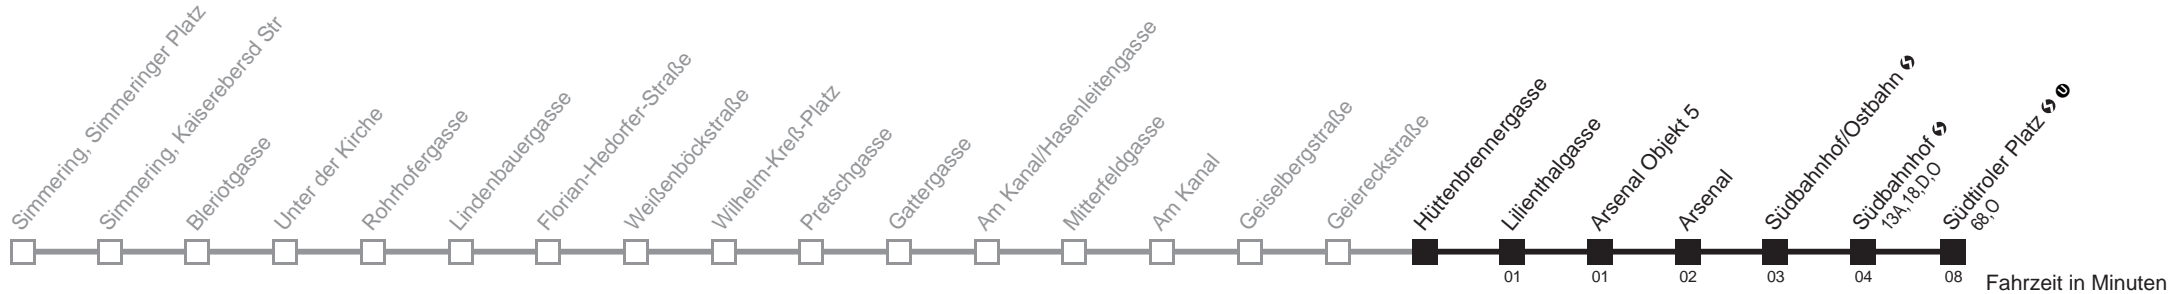 Simmering, Simmeringer Platz
Simmering, Kaiserebersd Str
Bleriotgasse
Unter der Kirche
Rohrhofergasse
Lindenbauergasse
Florian-Hedorfer-Straße
Weißenböckstraße
Wilhelm-Kreß-Platz
Pretschgasse
Gattergasse
Am Kanal/Hasenleitengasse
Mitterfeldgasse
Am Kanal
Geiselbergstraße
Geiereckstraße
Hüttenbrennergasse
Lilienthalgasse
Arsenal Objekt 5
Arsenal
Südbahnhof/Ostbahn S
Südbahnhof S
13A,18,D,O
Südtiroler Platz S U
68,O
01 01 02 03 04 08
Fahrzeit in Minuten